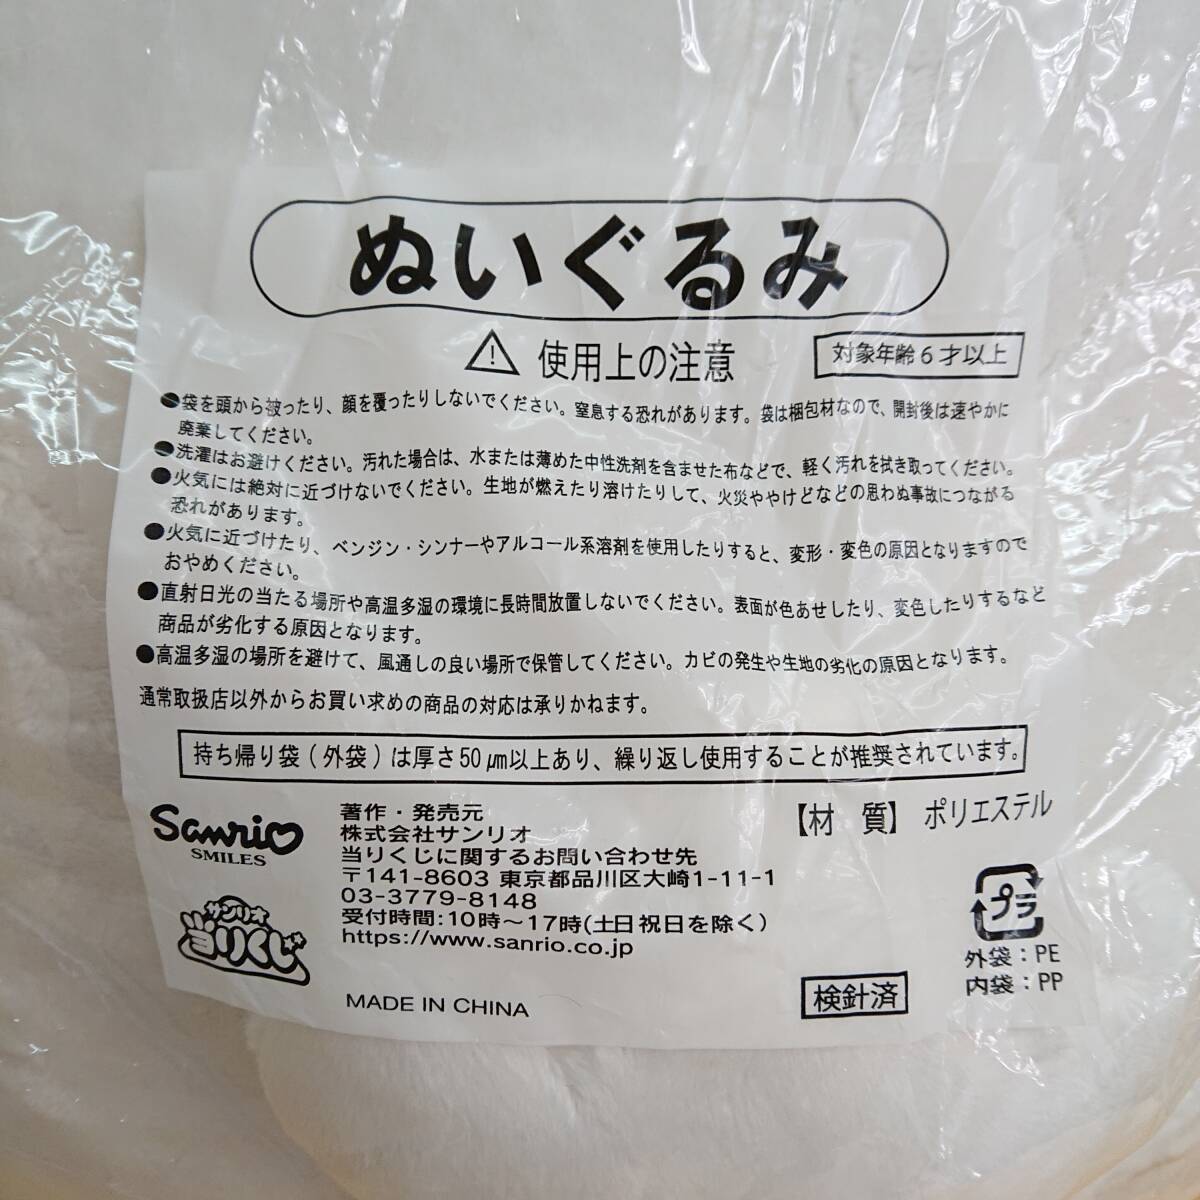 ぬいぐるみ
使用上の注意
対象年齢6才以上
●袋を頭から被ったり、顔を覆ったりしないでください。窒息する恐れがあります。袋は梱包材なので、開封後は速やかに
廃棄してください。
●洗濯はお避けください。汚れた場合は、水または薄めた中性洗剤を含ませた布などで、軽く汚れを拭き取ってください。
●火気には絶対に近づけないでください。生地が燃えたり溶けたりして、火災ややけどなどの思わぬ事故につながる
恐れがあります。
●火気に近づけたり、ベンジン・シンナーやアルコール系溶剤を使用したりすると、変形・変色の原因となりますので
おやめください。
●直射日光の当たる場所や高温多湿の環境に長時間放置しないでください。表面が色あせしたり、変色したりするなど
商品が劣化する原因となります。
●高温多湿の場所を避けて、風通しの良い場所で保管してください。カビの発生や生地の劣化の原因となります。
通常取扱店以外からお買い求めの商品の対応は承りかねます。
持ち帰り袋(外袋)は厚さ50μm以上あり、繰り返し使用することが推奨されています。
Sanrio
SMILES
サンリオ
当りくじ
著作・発売元
株式会社サンリオ
当りくじに関するお問い合わせ先
〒141-8603 東京都品川区大崎1-11-1
03-3779-8148
受付時間:10時～17時(土日祝日を除く)
https://www.sanrio.co.jp
MADE IN CHINA
【材 質】 ポリエステル
プラ
外袋：PE
内袋：PP
検針済